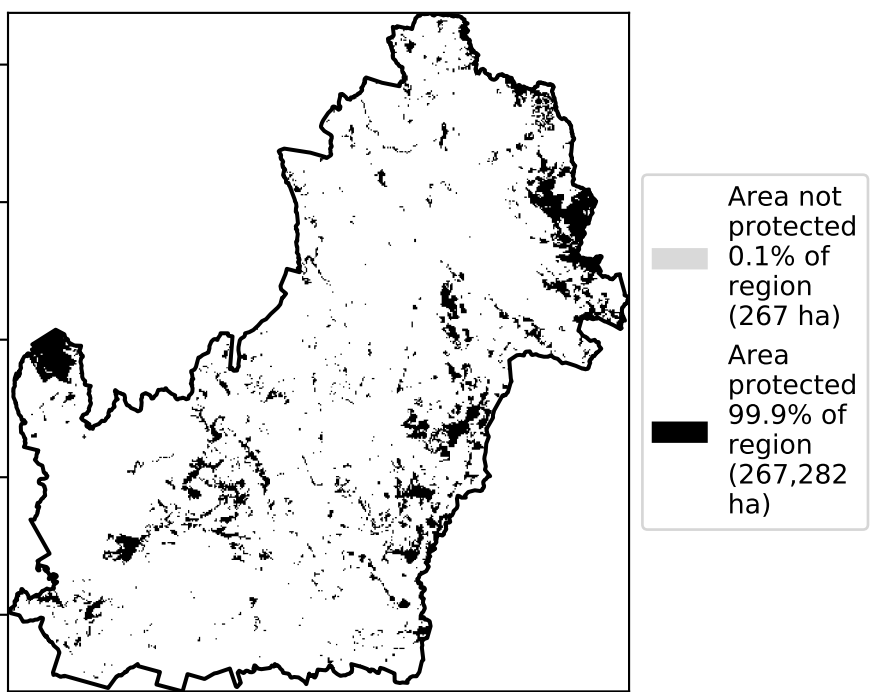 Area not
protected
0.1% of
region
(267 ha)
Area
protected
99.9% of
region
(267,282
ha)